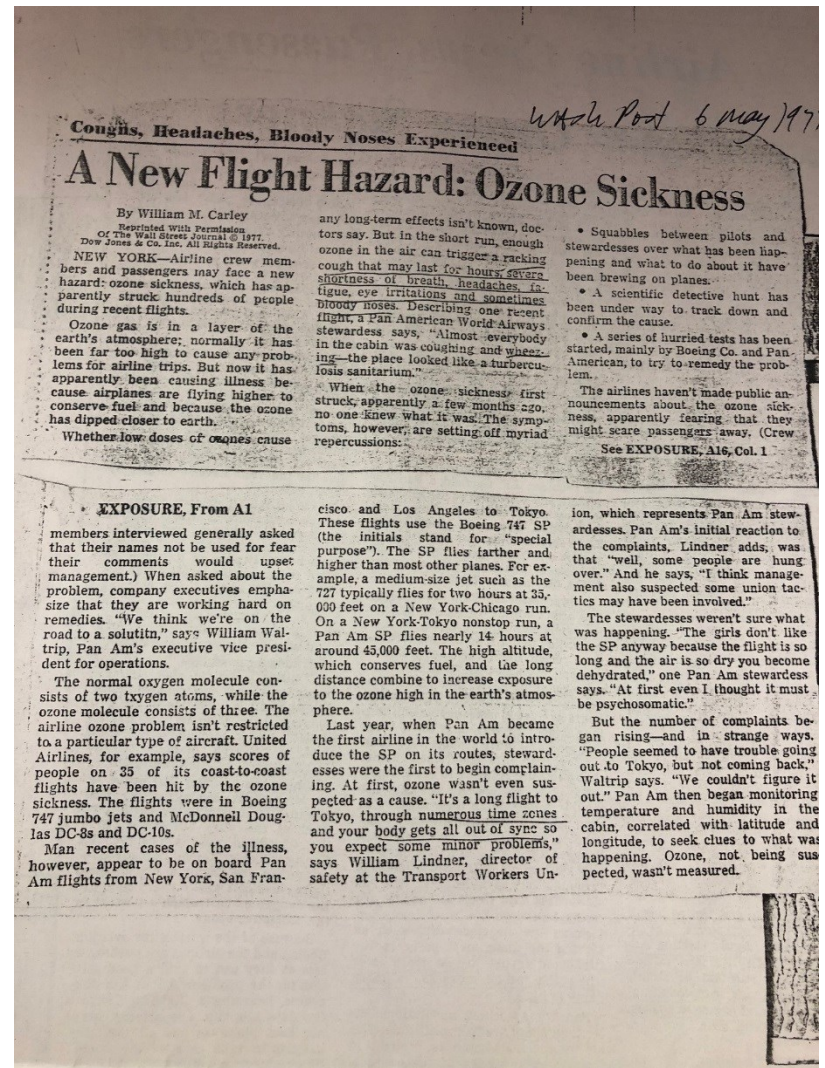 Wash Post 6 May 197
Coughs, Headaches, Bloody Noses Experienced
A New Flight Hazard: Ozone Sickness
By William M. Carley
Reprinted With Permission
Of The Wall Street Journal © 1977.
Dow Jones & Co. Inc. All Rights Reserved.
NEW YORK—Airline crew mem-
bers and passengers may face a new
hazard: ozone sickness, which has ap-
parently struck hundreds of people
during recent flights.
Ozone gas is in a layer of the
earth's atmosphere; normally it has
been far too high to cause any prob-
lems for airline trips. But now it has
apparently been causing illness be-
cause airplanes are flying higher to
conserve fuel and because the ozone
has dipped closer to earth.
Whether low doses of cause
any long-term effects isn't known, doc-
tors say. But in the short run, enough
ozone in the air can trigger a racking
cough that may last for hours, severe
shortness of breath, headaches, fa-
tigue, eye irritations and sometimes
bloody noses. Describing one recent
flight, a Pan American World Airways
stewardess says, "Almost everybody
in the cabin was coughing and wheez-
ing—the place looked like a turbercu-
losis sanitarium."
When the ozone sickness first
struck, apparently a few months ago,
no one knew what it was. The symp-
toms, however, are setting off myriad
repercussions:
• Squabbles between pilots and
stewardesses over what has been hap-
pening and what to do about it have
been brewing on planes.
• A scientific detective hunt has
been under way to track down and
confirm the cause.
• A series of hurried tests has been
started, mainly by Boeing Co. and Pan
American, to try to remedy the prob-
lem.
The airlines haven't made public an-
nouncements about the ozone sick-
ness, apparently fearing that they
might scare passengers away. (Crew
See EXPOSURE, A16, Col. 1
EXPOSURE, From A1
members interviewed generally asked
that their names not be used for fear
their comments would upset
management.) When asked about the
problem, company executives empha-
size that they are working hard on
remedies. "We think we're on the
road to a solutitn," says William Wal-
trip, Pan Am's executive vice presi-
dent for operations.
The normal oxygen molecule con-
sists of two txygen atoms, while the
ozone molecule consists of three. The
airline ozone problem isn't restricted
to a particular type of aircraft. United
Airlines, for example, says scores of
people on 35 of its coast-to-coast
flights have been hit by the ozone
sickness. The flights were in Boeing
747 jumbo jets and McDonneil Doug-
las DC-8s and DC-10s.
Man recent cases of the illness,
however, appear to be on board Pan
Am flights from New York, San Fran-
cisco and Los Angeles to Tokyo.
These flights use the Boeing 747 SP
(the initials stand for "special
purpose"). The SP flies farther and
higher than most other planes. For ex-
ample, a medium-size jet such as the
727 typically flies for two hours at 35,-
000 feet on a New York-Chicago run.
On a New York-Tokyo nonstop run, a
Pan Am SP flies nearly 14 hours at
around 45,000 feet. The high altitude,
which conserves fuel, and the long
distance combine to increase exposure
to the ozone high in the earth's atmos-
phere.
Last year, when Pan Am became
the first airline in the world to intro-
duce the SP on its routes, steward-
esses were the first to begin complain-
ing. At first, ozone wasn't even sus-
pected as a cause. "It's a long flight to
Tokyo, through numerous time zones
and your body gets all out of sync so
you expect some minor problems,"
says William Lindner, director of
safety at the Transport Workers Un-
ion, which represents Pan Am stew-
ardesses. Pan Am's initial reaction to
the complaints, Lindner adds, was
that "well, some people are hung
over." And he says, "I think manage-
ment also suspected some union tac-
tics may have been involved."
The stewardesses weren't sure what
was happening. "The girls don't like
the SP anyway because the flight is so
long and the air is so dry you become
dehydrated," one Pan Am stewardess
says. "At first even I thought it must
be psychosomatic."
But the number of complaints be-
gan rising—and in strange ways.
"People seemed to have trouble going
out to Tokyo, but not coming back,"
Waltrip says. "We couldn't figure it
out." Pan Am then began monitoring
temperature and humidity in the
cabin, correlated with latitude and
longitude, to seek clues to what was
happening. Ozone, not being sus-
pected, wasn't measured.